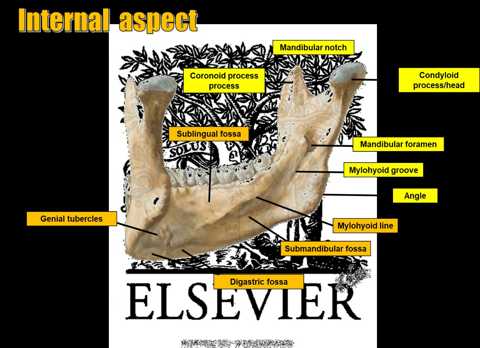 Internal aspect
Mandibular notch
Coronoid process
process
Condyloid
process/head
Sublingual fossa
SOLUS
Mandibular foramen
Mylohyoid groove
Angle
Genial tubercles
Mylohyoid line
Submandibular fossa
Digastric fossa
ELSEVIER